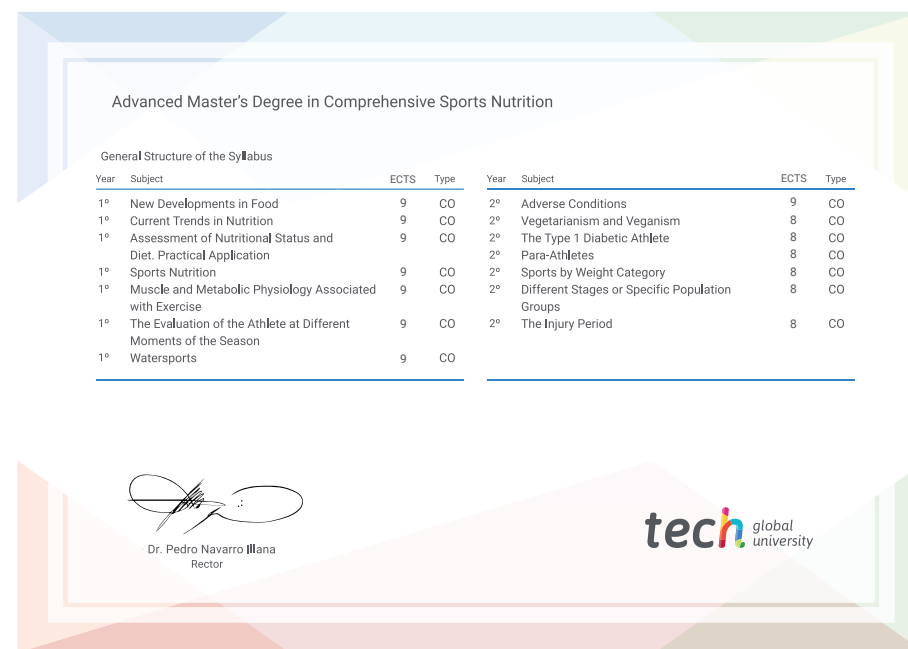 Advanced Master's Degree in Comprehensive Sports Nutrition
General Structure of the Syllabus
Year Subject ECTS Type
1º New Developments in Food 9 CO
1º Current Trends in Nutrition 9 CO
1º Assessment of Nutritional Status and 9 CO
Diet. Practical Application
1º Sports Nutrition 9 CO
1º Muscle and Metabolic Physiology Associated 9 CO
with Exercise
1º The Evaluation of the Athlete at Different 9 CO
Moments of the Season
1º Watersports 9 CO
Year Subject ECTS Type
2º Adverse Conditions 9 CO
2º Vegetarianism and Veganism 8 CO
2º The Type 1 Diabetic Athlete 8 CO
2º Para-Athletes 8 CO
2º Sports by Weight Category 8 CO
2º Different Stages or Specific Population 8 CO
Groups
2º The Injury Period 8 CO
Dr. Pedro Navarro Illana
Rector
tech global
university